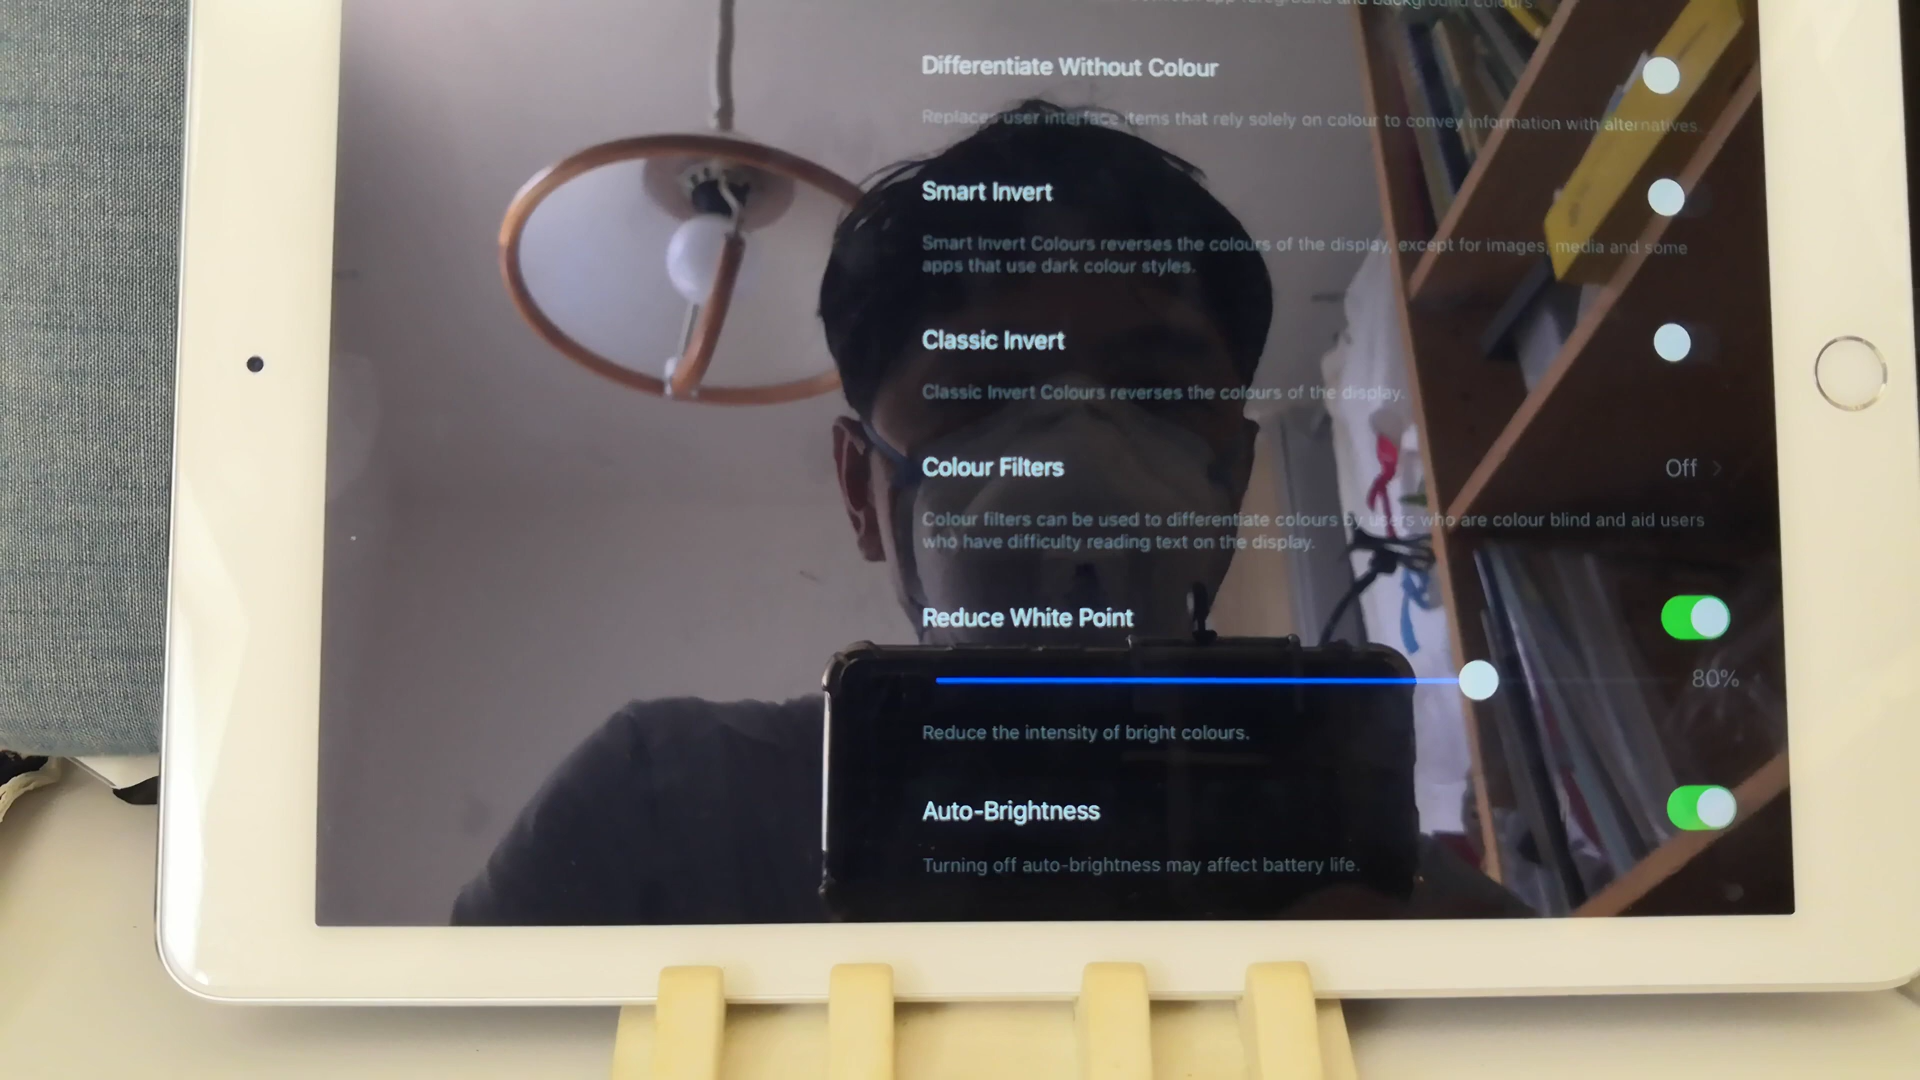 app foreground and background colours.
Differentiate Without Colour
Replaces user interface items that rely solely on colour to convey information with alternatives.
Smart Invert
Smart Invert Colours reverses the colours of the display, except for images, media and some
apps that use dark colour styles.
Classic Invert
Classic Invert Colours reverses the colours of the display.
Colour Filters
Off
Colour filters can be used to differentiate colours by users who are colour blind and aid users
who have difficulty reading text on the display.
Reduce White Point
80%
Reduce the intensity of bright colours.
Auto-Brightness
Turning off auto-brightness may affect battery life.